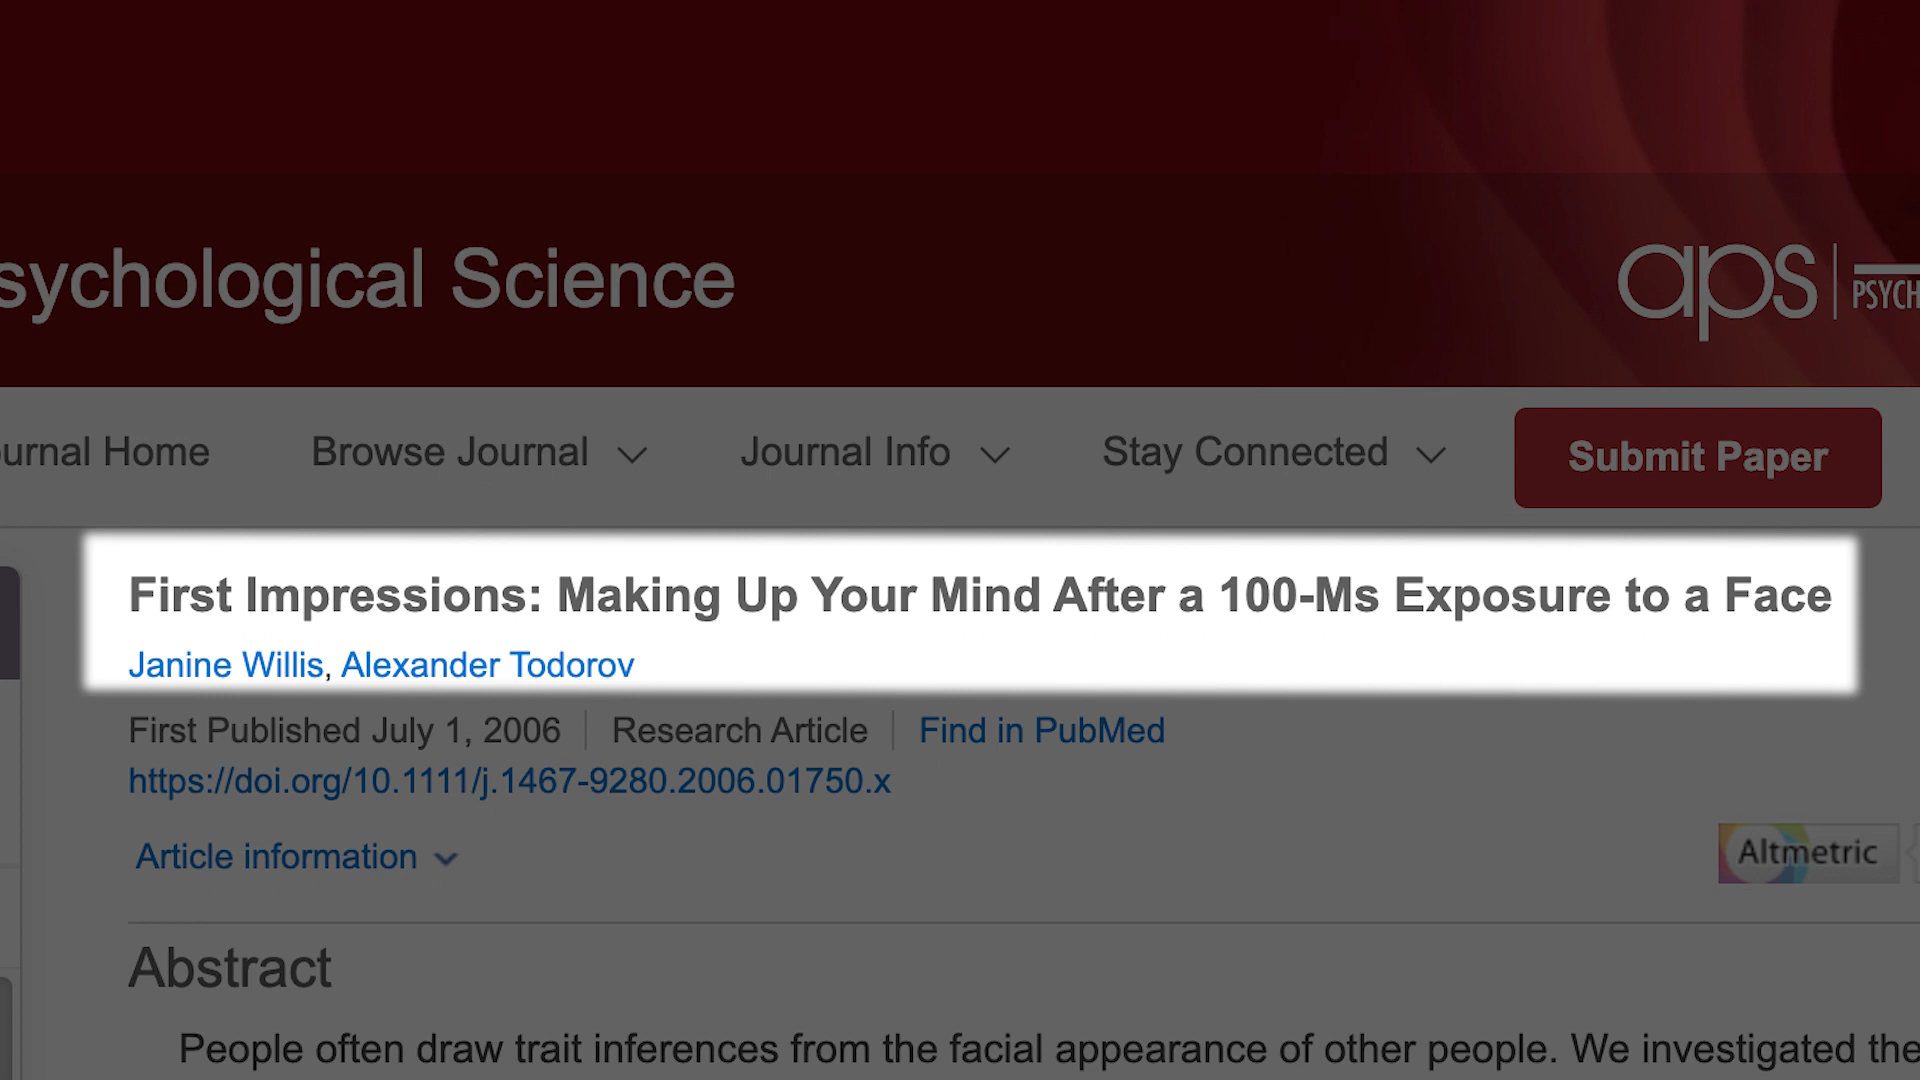 sychological Science
aps
PSYCH
urnal Home Browse Journal Journal Info Stay Connected Submit Paper
First Impressions: Making Up Your Mind After a 100-Ms Exposure to a Face
Janine Willis, Alexander Todorov
First Published July 1, 2006 Research Article Find in PubMed
https://doi.org/10.1111/j.1467-9280.2006.01750.x
Article information
Altmetric
Abstract
People often draw trait inferences from the facial appearance of other people. We investigated the